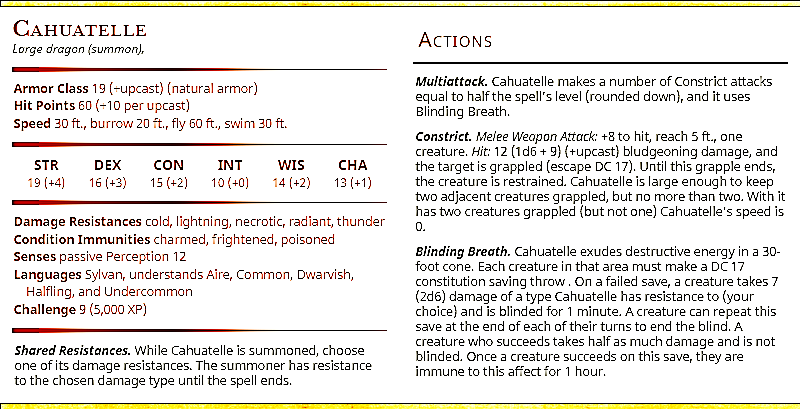 CAHUATELLE
Large dragon (summon),
Armor Class 19 (+upcast) (natural armor)
Hit Points 60 (+10 per upcast)
Speed 30 ft., burrow 20 ft., fly 60 ft., swim 30 ft.
STR DEX CON INT WIS CHA
19 (+4) 16 (+3) 15 (+2) 10 (+0) 14 (+2) 13 (+1)
Damage Resistances cold, lightning, necrotic, radiant, thunder
Condition Immunities charmed, frightened, poisoned
Senses passive Perception 12
Languages Sylvan, understands Aire, Common, Dwarvish,
Halfling, and Undercommon
Challenge 9 (5,000 XP)
Shared Resistances. While Cahuatelle is summoned, choose
one of its damage resistances. The summoner has resistance
to the chosen damage type until the spell ends.
ACTIONS
Multiattack. Cahuatelle makes a number of Constrict attacks
equal to half the spell's level (rounded down), and it uses
Blinding Breath.
Constrict. Melee Weapon Attack: +8 to hit, reach 5 ft., one
creature. Hit: 12 (1d6 + 9) (+upcast) bludgeoning damage, and
the target is grappled (escape DC 17). Until this grapple ends,
the creature is restrained. Cahuatelle is large enough to keep
two adjacent creatures grappled, but no more than two. With it
has two creatures grappled (but not one) Cahuatelle's speed is
0.
Blinding Breath. Cahuatelle exudes destructive energy in a 30-
foot cone. Each creature in that area must make a DC 17
constitution saving throw . On a failed save, a creature takes 7
(2d6) damage of a type Cahuatelle has resistance to (your
choice) and is blinded for 1 minute. A creature can repeat this
save at the end of each of their turns to end the blind. A
creature who succeeds takes half as much damage and is not
blinded. Once a creature succeeds on this save, they are
immune to this affect for 1 hour.